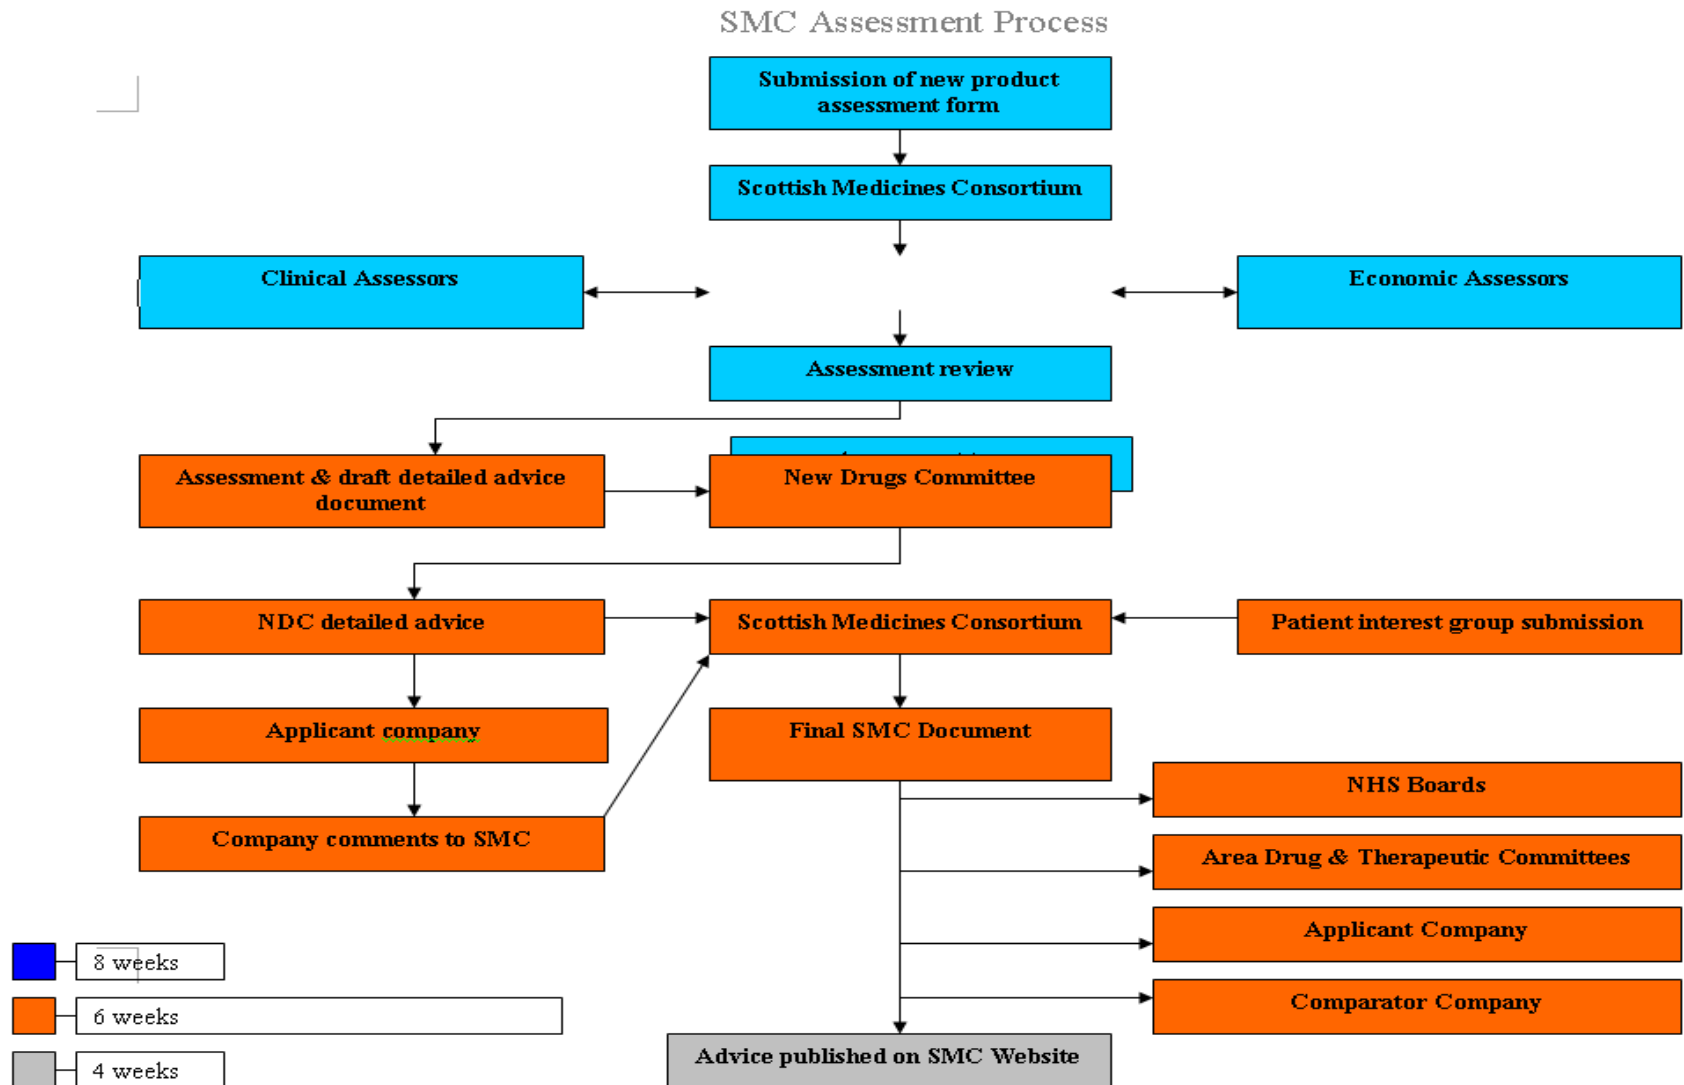 SMC Assessment Process
Submission of new product
assessment form
Scottish Medicines Consortium
Clinical Assessors
Economic Assessors
Assessment review
Assessment & draft detailed advice
document
New Drugs Committee
NDC detailed advice
Scottish Medicines Consortium
Patient interest group submission
Applicant company
Final SMC Document
NHS Boards
Company comments to SMC
Area Drug & Therapeutic Committees
Applicant Company
8 weeks
Comparator Company
6 weeks
Advice published on SMC Website
4 weeks